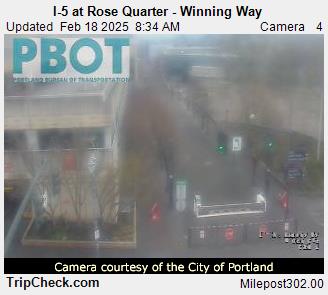 I-5 at Rose Quarter - Winning Way
Updated Feb 18 2025 8:34 AM Camera 4
PBOT
PORTLAND BUREAU OF TRANSPORTATION
Camera courtesy of the City of Portland
TripCheck.com Milepost302.00